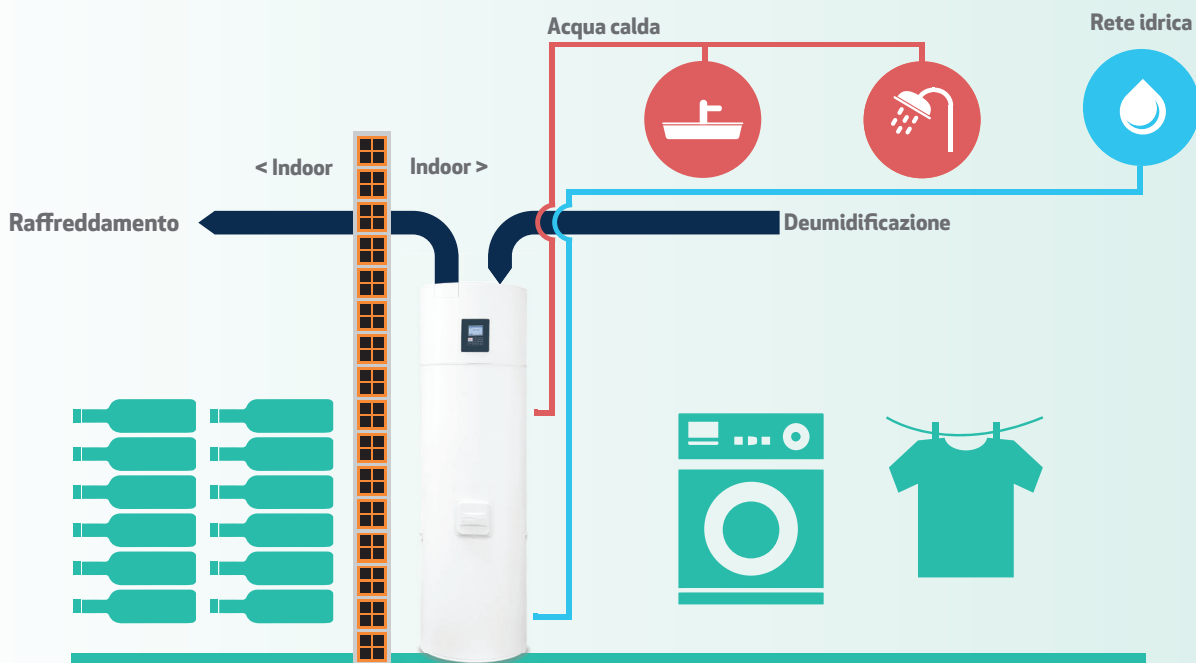 Acqua calda
Rete idrica
< Indoor
Indoor >
Raffreddamento
Deumidificazione